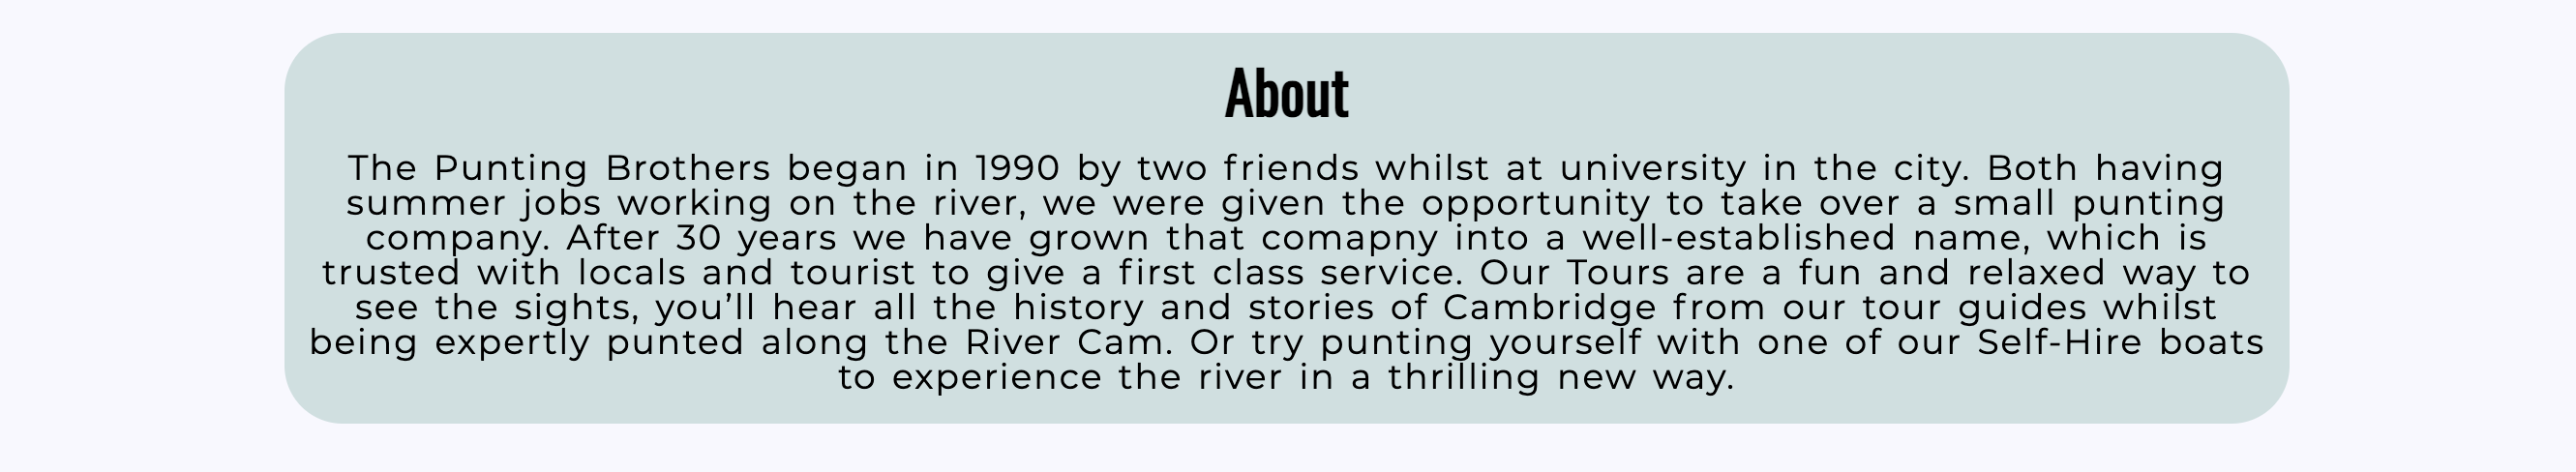 About
The Punting Brothers began in 1990 by two friends whilst at university in the city. Both having
summer jobs working on the river, we were given the opportunity to take over a small punting
company. After 30 years we have grown that comapny into a well-established name, which is
trusted with locals and tourist to give a first class service. Our Tours are a fun and relaxed way to
see the sights, you’ll hear all the history and stories of Cambridge from our tour guides whilst
being expertly punted along the River Cam. Or try punting yourself with one of our Self-Hire boats
to experience the river in a thrilling new way.